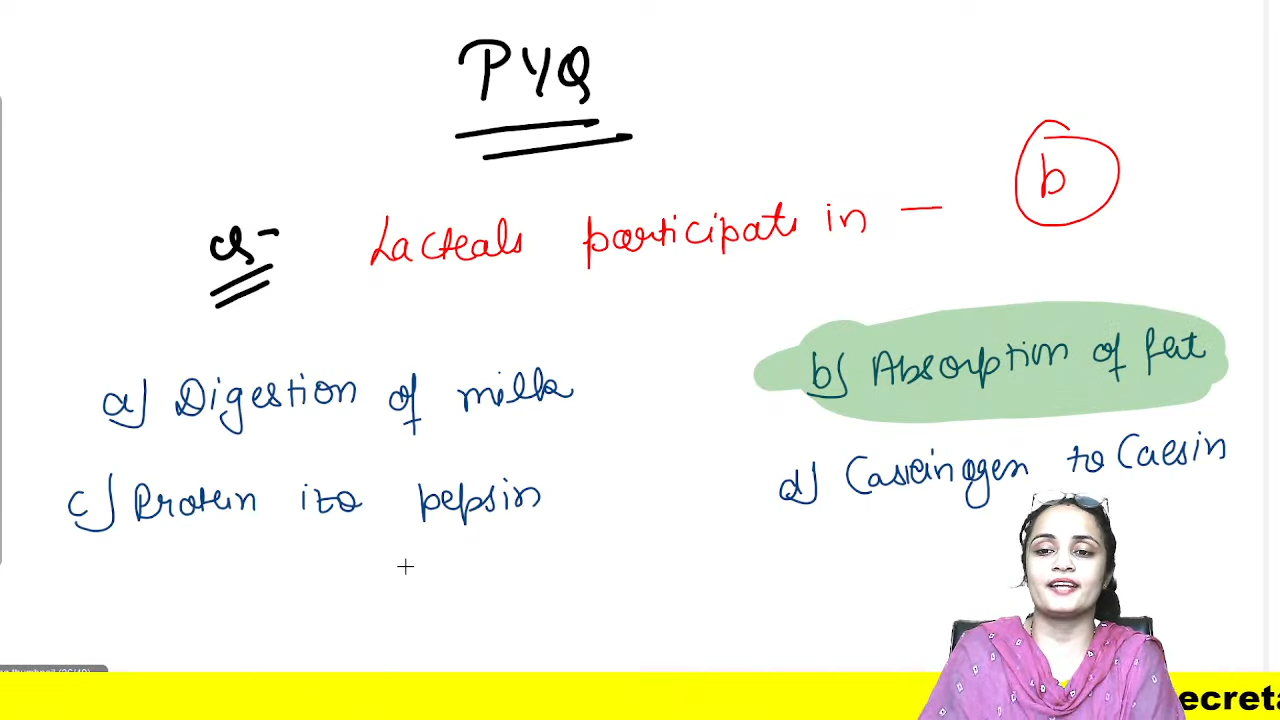 PYQ
Q- Lacteals participate in — b
a) Digestion of milk
b) Absorption of fat
c) Protein into pepsin
d) Caseinogen to Caesin
ecreta